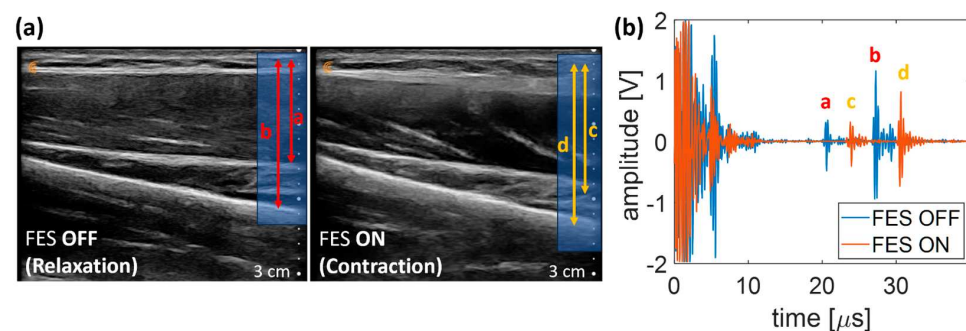 (a)
b
a
FES OFF
(Relaxation)
3 cm
d
c
FES ON
(Contraction)
3 cm
(b)
amplitude [V]
2
1
0
-1
-2
a
c
b
d
FES OFF
FES ON
0
10
20
30
time [μs]